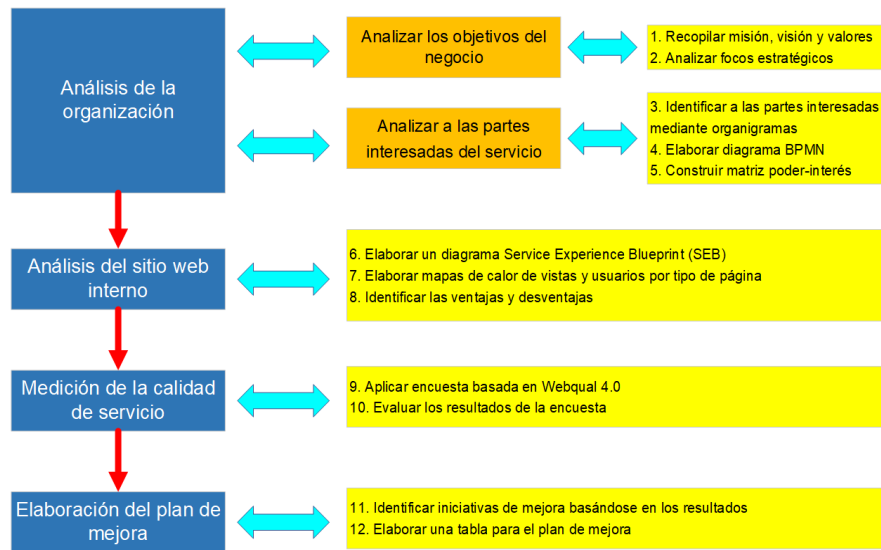 Análisis de la
organización
Analizar los objetivos del
negocio
1. Recopilar misión, visión y valores
2. Analizar focos estratégicos
Analizar a las partes
interesadas del servicio
3. Identificar a las partes interesadas
mediante organigramas
4. Elaborar diagrama BPMN
5. Construir matriz poder-interés
Análisis del sitio web
interno
6. Elaborar un diagrama Service Experience Blueprint (SEB)
7. Elaborar mapas de calor de vistas y usuarios por tipo de página
8. Identificar las ventajas y desventajas
Medición de la calidad
de servicio
9. Aplicar encuesta basada en Webqual 4.0
10. Evaluar los resultados de la encuesta
Elaboración del plan de
mejora
11. Identificar iniciativas de mejora basándose en los resultados
12. Elaborar una tabla para el plan de mejora